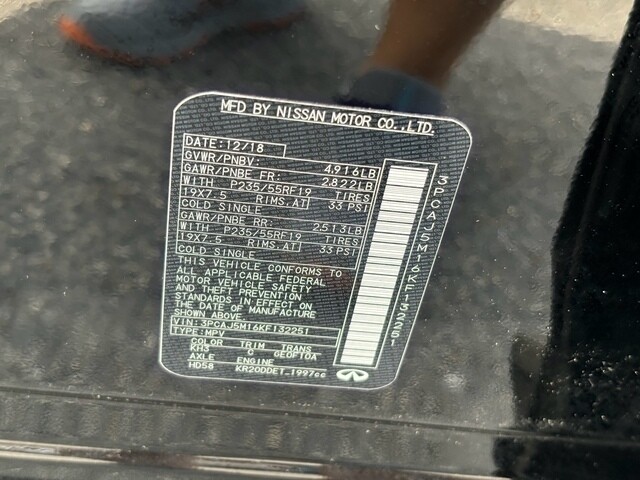 MFD BY NISSAN MOTOR CO.,LTD.
DATE:12/18
GVWR/PNBV: 4,916LB
GAWR/PNBE FR: 2,822LB
WITH P235/55RF19 TIRES
19X7.5 RIMS,AT 33 PSI
COLD SINGLE
GAWR/PNBE RR: 2,513LB
WITH P235/55RF19 TIRES
19X7.5 RIMS,AT 33 PSI
COLD SINGLE
THIS VEHICLE CONFORMS TO
ALL APPLICABLE FEDERAL
MOTOR VEHICLE SAFETY
AND THEFT PREVENTION
STANDARDS IN EFFECT ON
THE DATE OF MANUFACTURE
SHOWN ABOVE
VIN: 3PCAJ5M16KF132251
TYPE: MPV
COLOR TRIM TRANS
KH3 C GEOPT0A
AXLE ENGINE
HD58 KR20DDET 1997cc
3PCAJ5M16KF132251